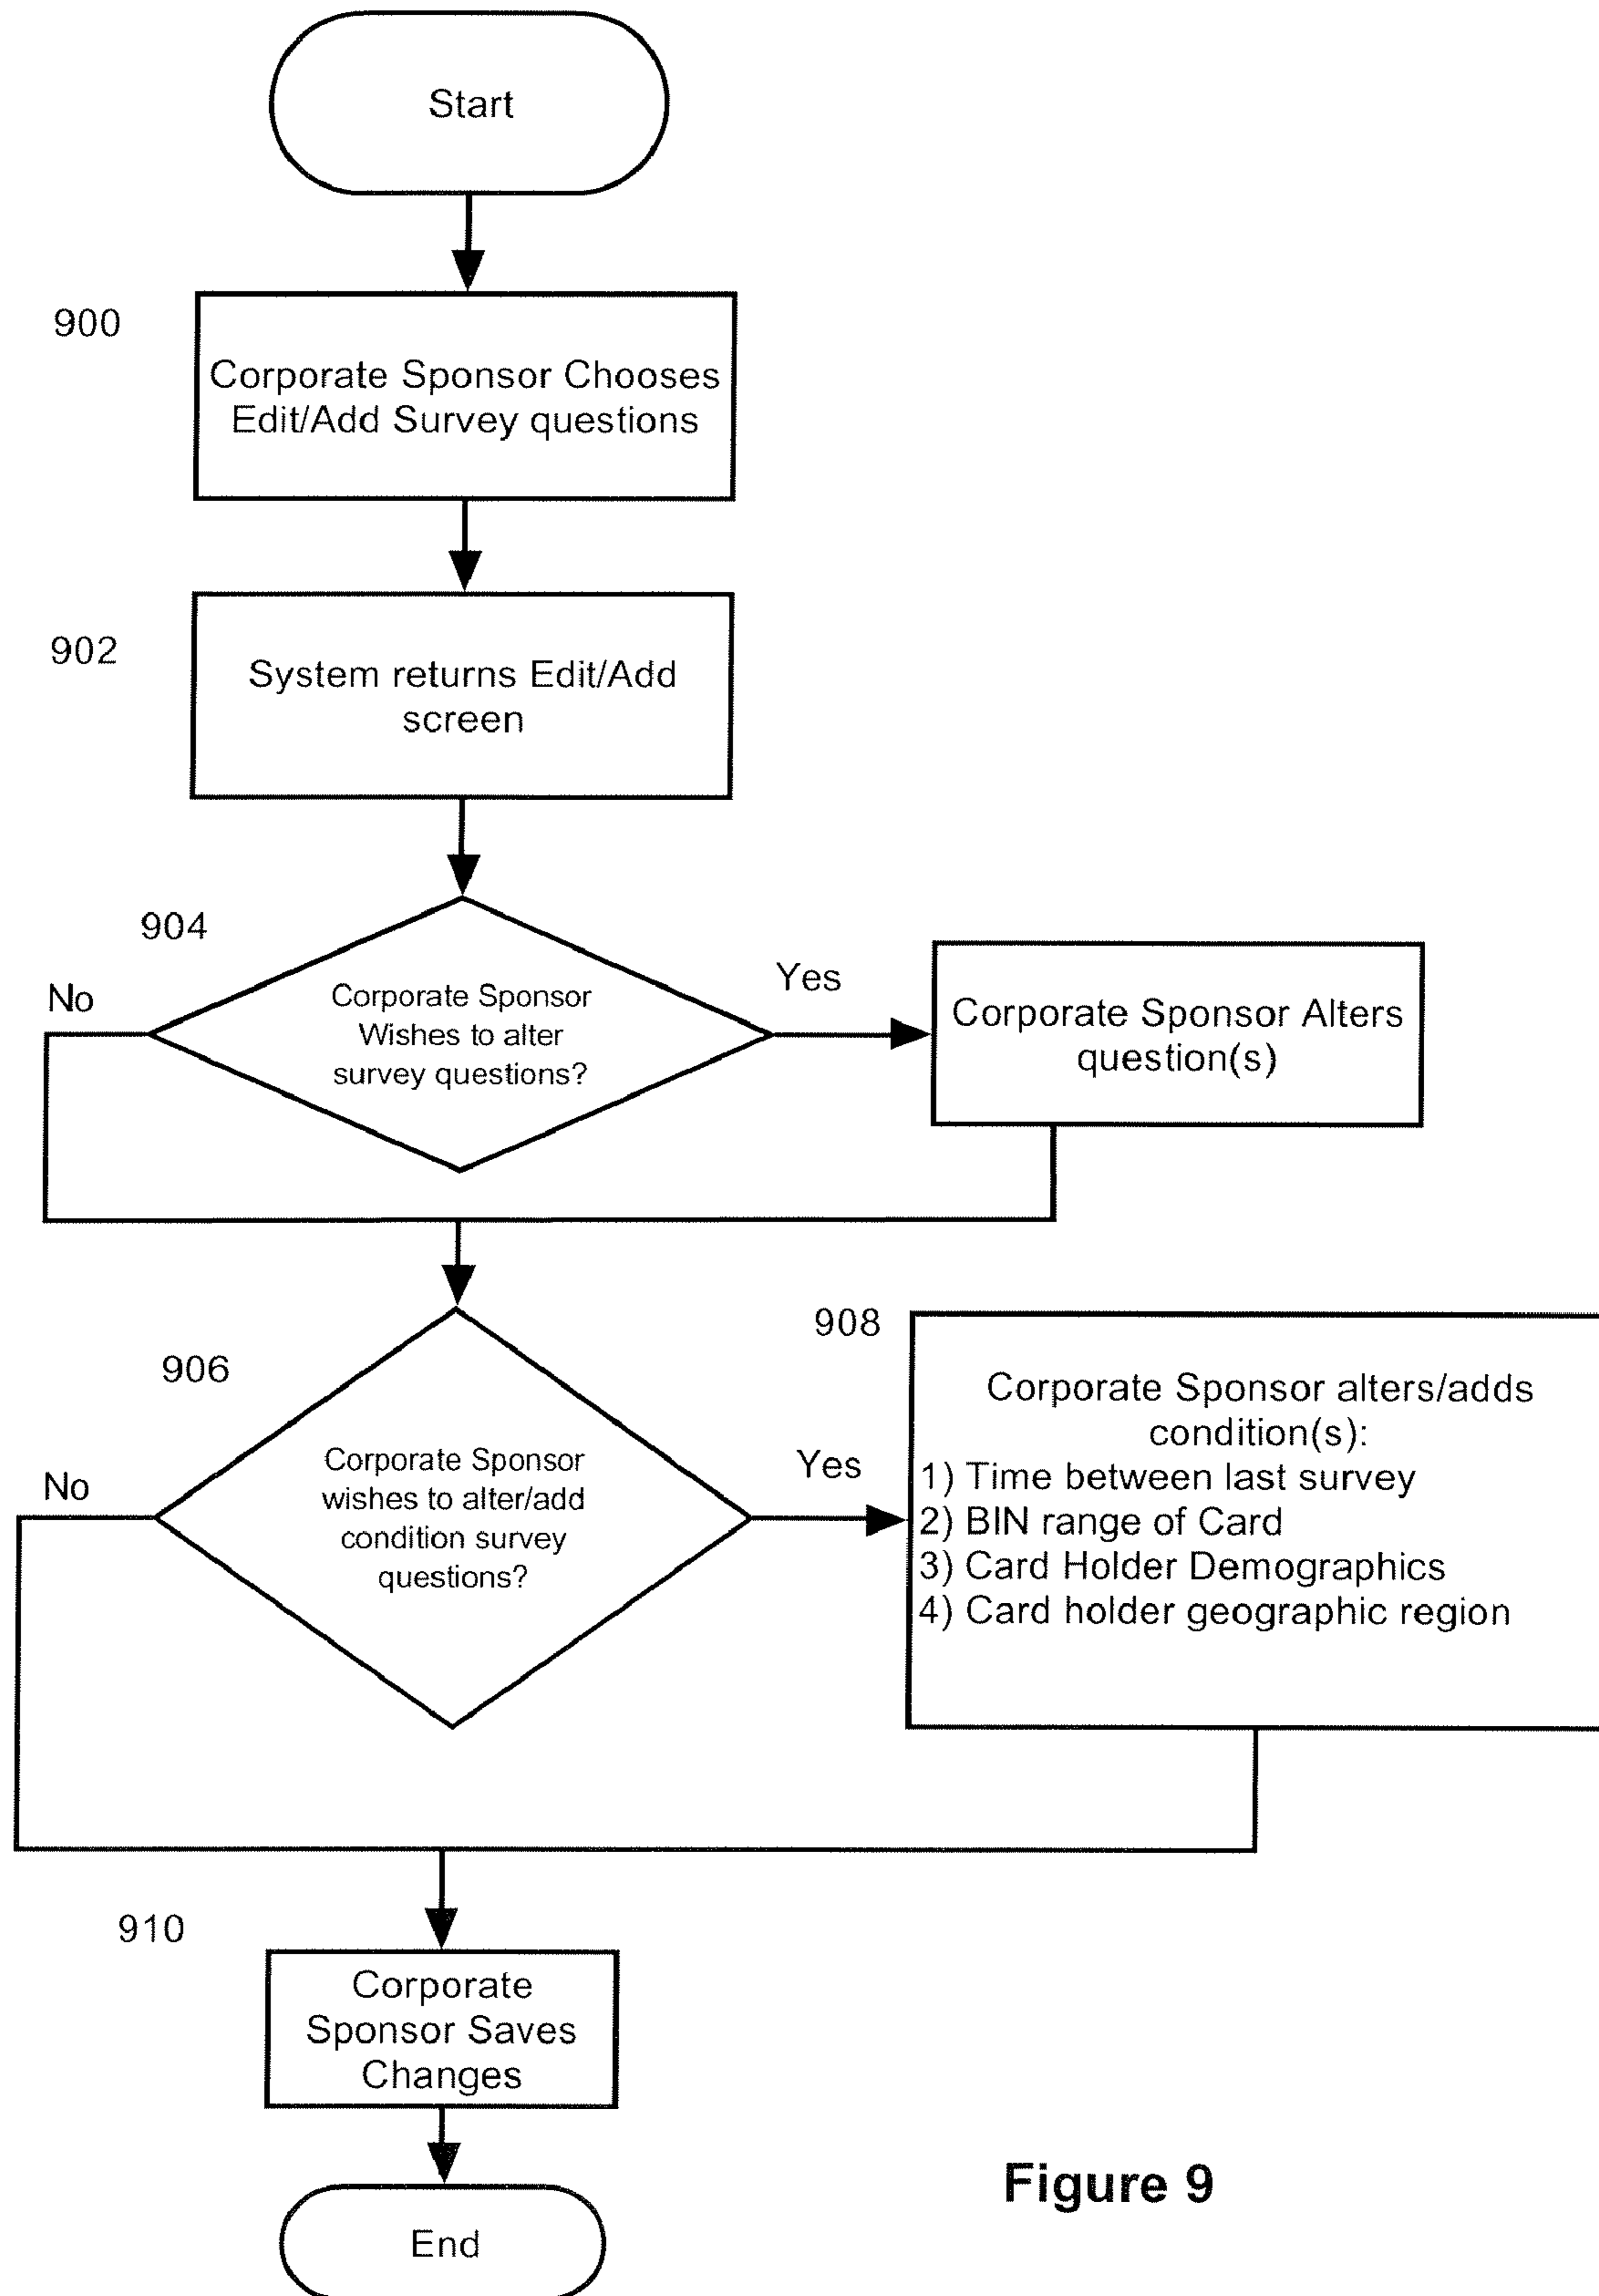 Start
900
Corporate Sponsor Chooses
Edit/Add Survey questions
902
System returns Edit/Add
screen
904
No
Corporate Sponsor
Wishes to alter
survey questions?
Yes
Corporate Sponsor Alters
question(s)
906
No
Corporate Sponsor
wishes to alter/add
condition survey
questions?
Yes
908
Corporate Sponsor alters/adds
condition(s):
1) Time between last survey
2) BIN range of Card
3) Card Holder Demographics
4) Card holder geographic region
910
Corporate
Sponsor Saves
Changes
End
Figure 9